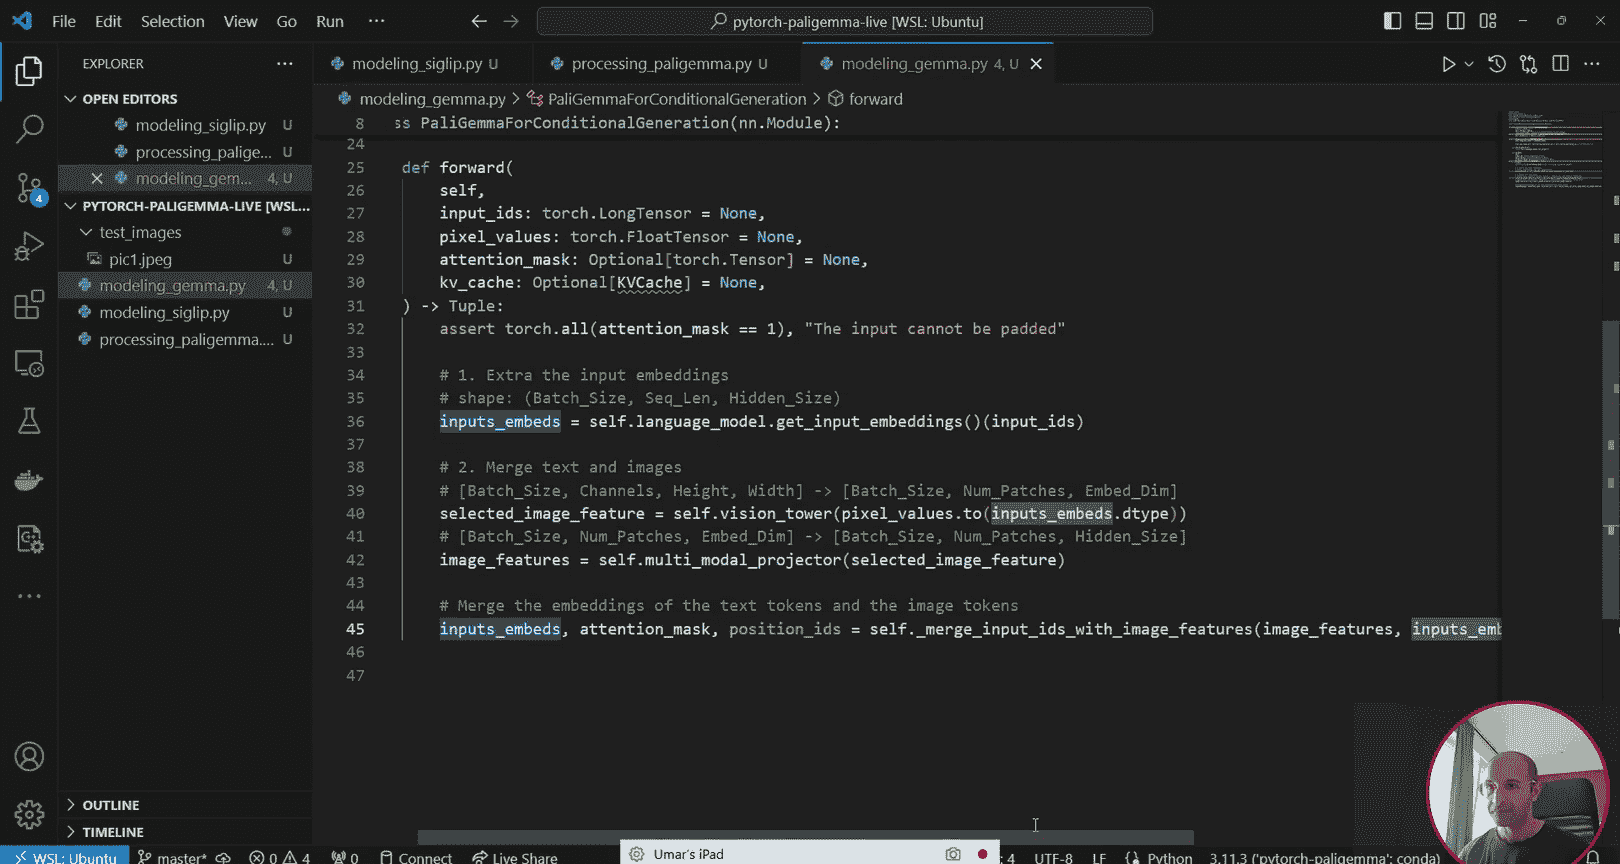 File Edit Selection View Go Run ··· pytorch-paligemma-live [WSL: Ubuntu]
EXPLORER ···
modeling_siglip.py U processing_paligemma.py U modeling_gemma.py 4, U
OPEN EDITORS
modeling_siglip.py U
processing_palige... U
modeling_gem... 4, U
PYTORCH-PALIGEMMA-LIVE [WSL...
test_images
pic1.jpeg U
modeling_gemma.py 4, U
modeling_siglip.py U
processing_paligemma.... U
OUTLINE
TIMELINE
4
modeling_gemma.py > PaliGemmaForConditionalGeneration > forward
8 ss PaliGemmaForConditionalGeneration(nn.Module):
24
25 def forward(
26 self,
27 input_ids: torch.LongTensor = None,
28 pixel_values: torch.FloatTensor = None,
29 attention_mask: Optional[torch.Tensor] = None,
30 kv_cache: Optional[KVCache] = None,
31 ) -> Tuple:
32 assert torch.all(attention_mask == 1), "The input cannot be padded"
33
34 # 1. Extra the input embeddings
35 # shape: (Batch_Size, Seq_Len, Hidden_Size)
36 inputs_embeds = self.language_model.get_input_embeddings()(input_ids)
37
38 # 2. Merge text and images
39 # [Batch_Size, Channels, Height, Width] -> [Batch_Size, Num_Patches, Embed_Dim]
40 selected_image_feature = self.vision_tower(pixel_values.to(inputs_embeds.dtype))
41 # [Batch_Size, Num_Patches, Embed_Dim] -> [Batch_Size, Num_Patches, Hidden_Size]
42 image_features = self.multi_modal_projector(selected_image_feature)
43
44 # Merge the embeddings of the text tokens and the image tokens
45 inputs_embeds, attention_mask, position_ids = self._merge_input_ids_with_image_features(image_features, inputs_emb
46
47
WSL: Ubuntu master* 0 4 0 Connect Live Share Umar's iPad : 4 UTF-8 LF Python 3.11.3 ('pytorch-paligemma': conda)